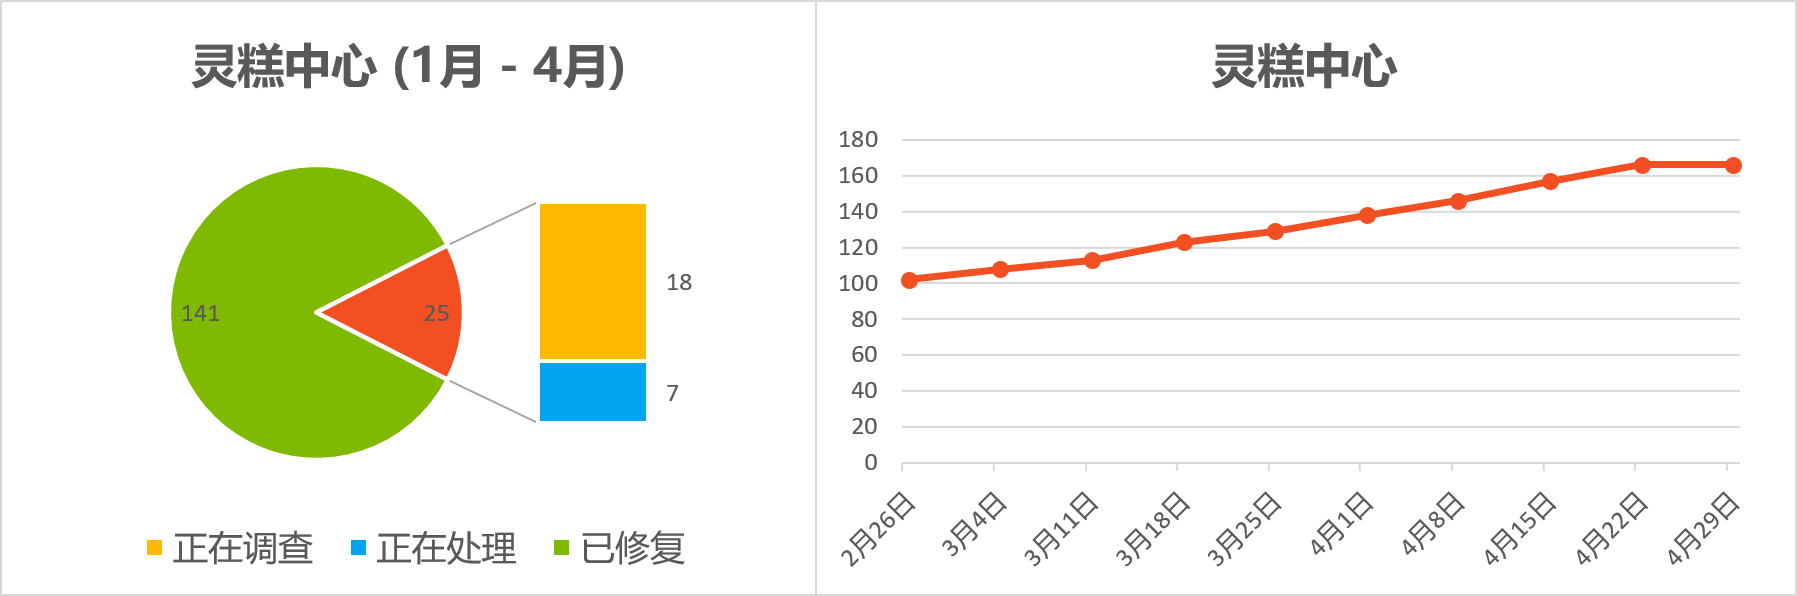 灵糕中心 (1月 - 4月)
141
25
18
7
正在调查 正在处理 已修复
灵糕中心
180
160
140
120
100
80
60
40
20
0
2月26日
3月4日
3月11日
3月18日
3月25日
4月1日
4月8日
4月15日
4月22日
4月29日